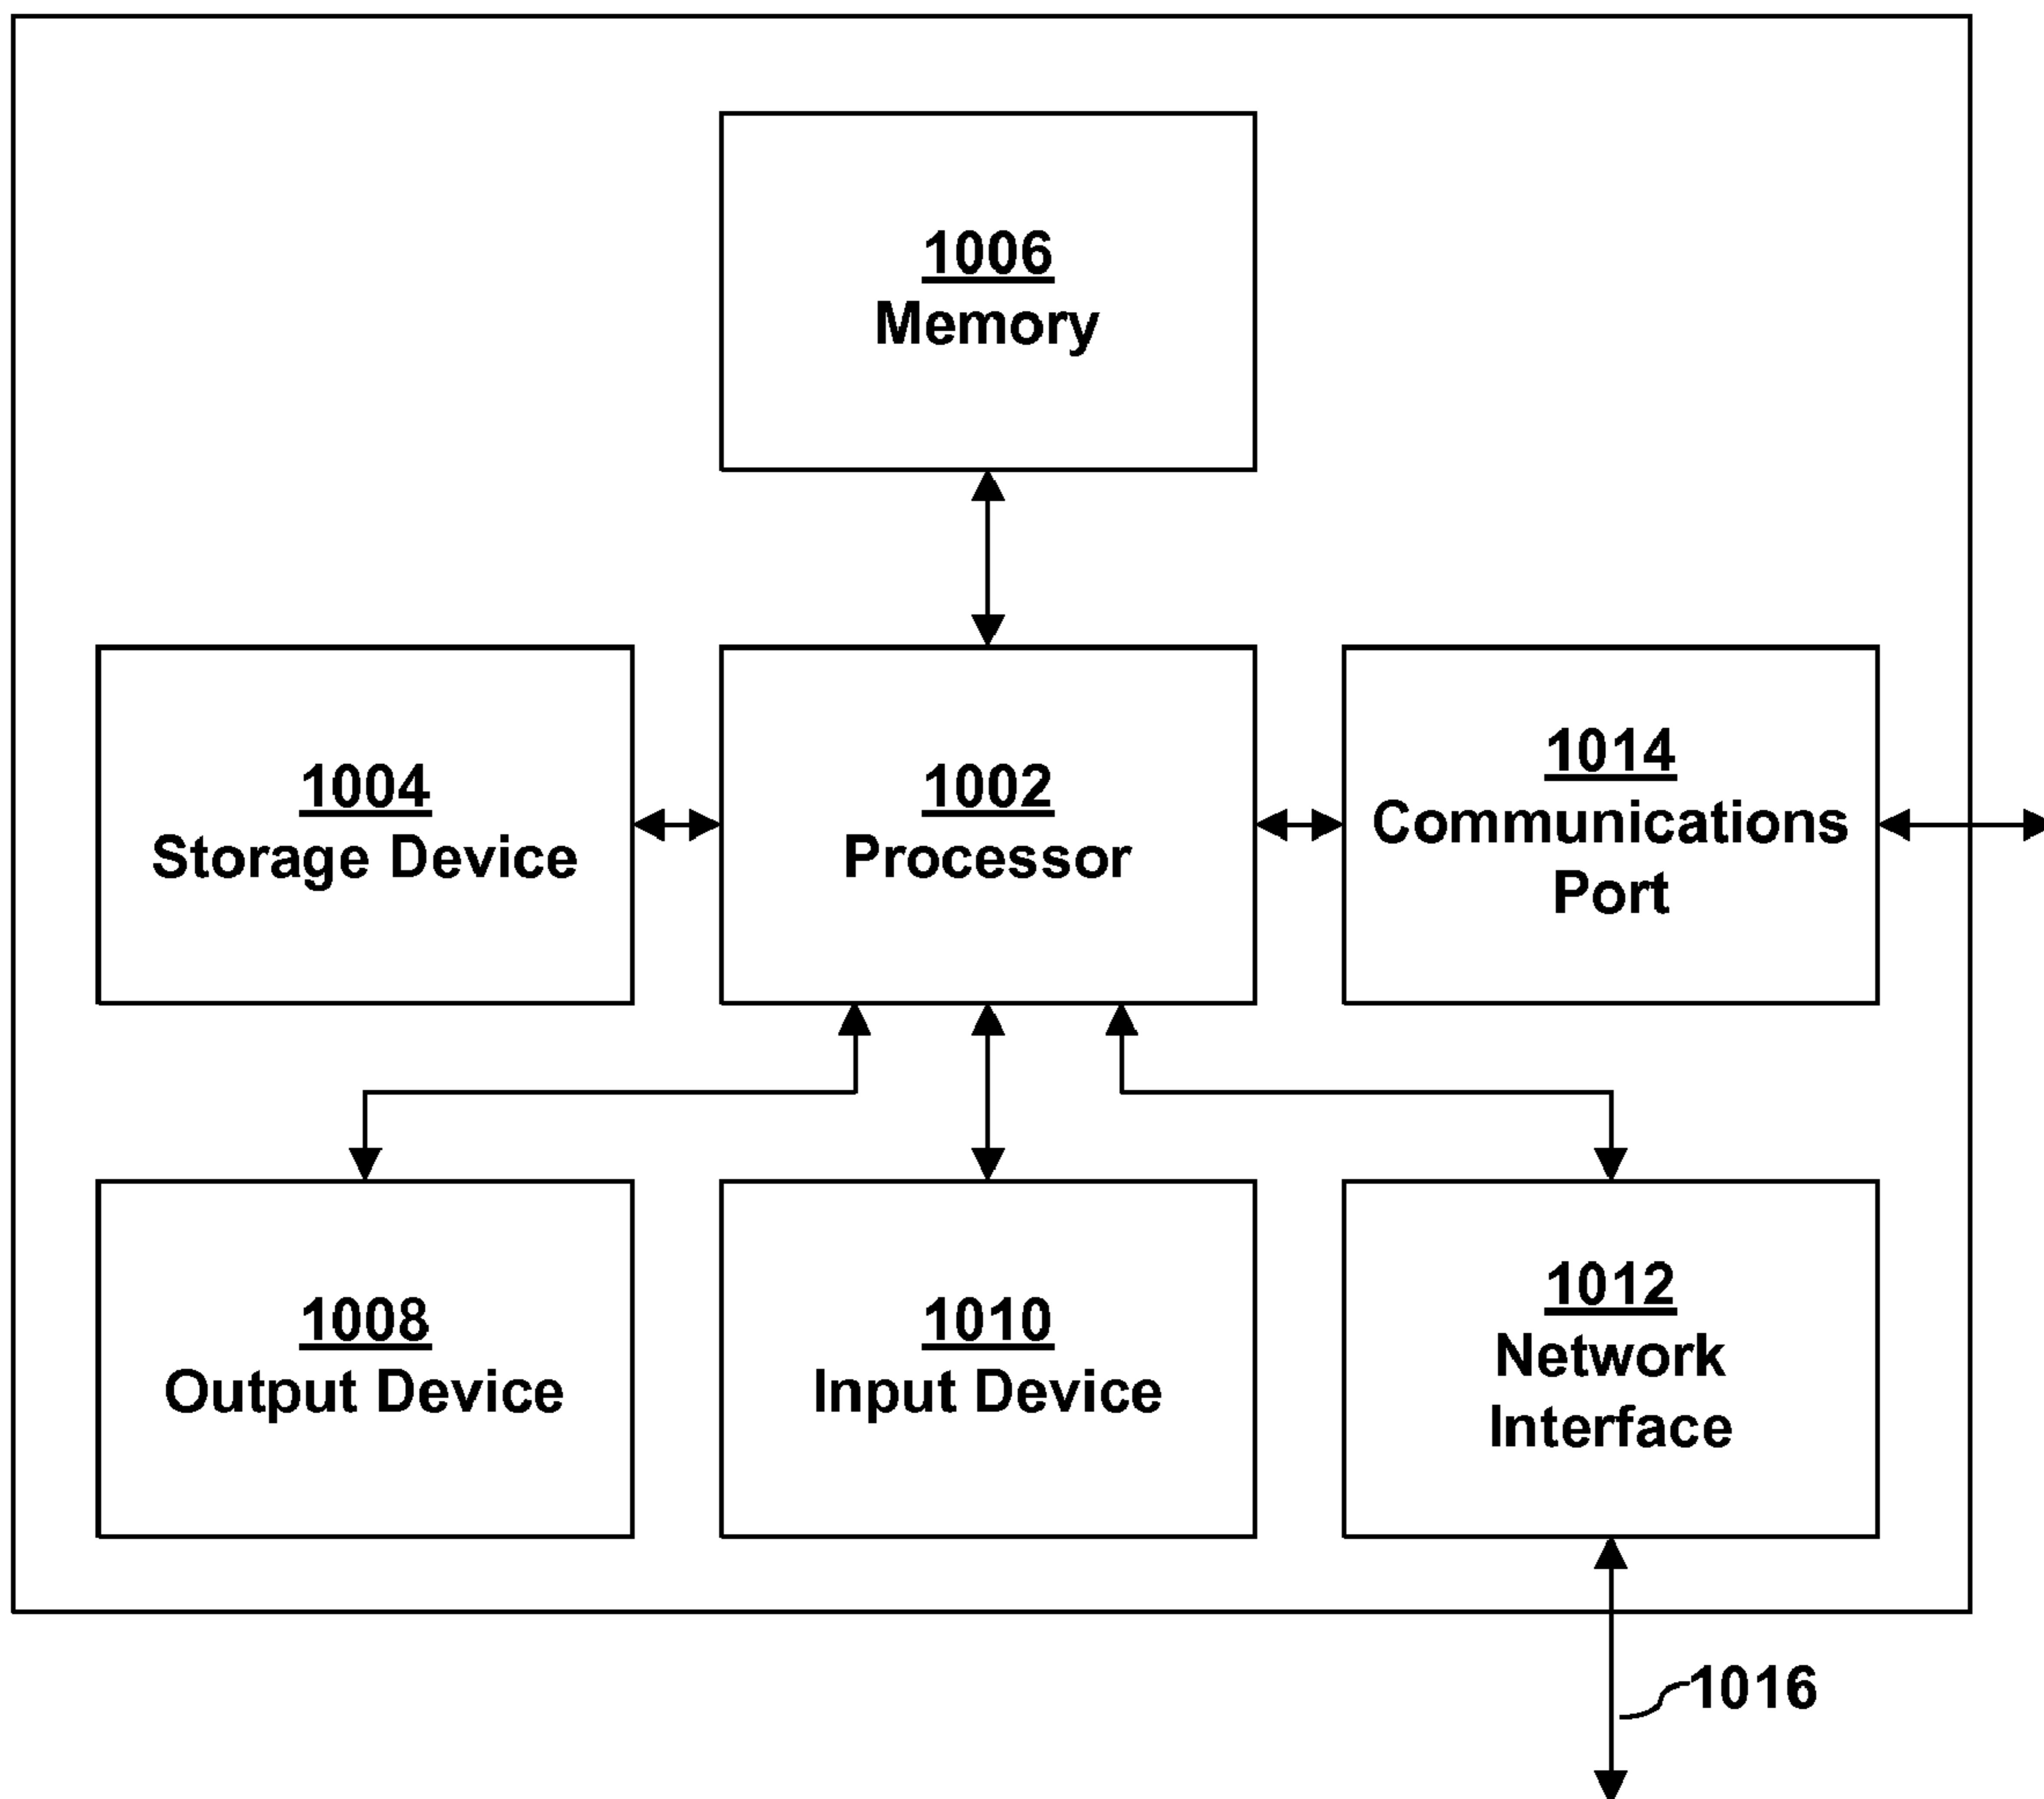 1006
Memory
1004
Storage Device
1002
Processor
1014
Communications
Port
1008
Output Device
1010
Input Device
1012
Network
Interface
1016